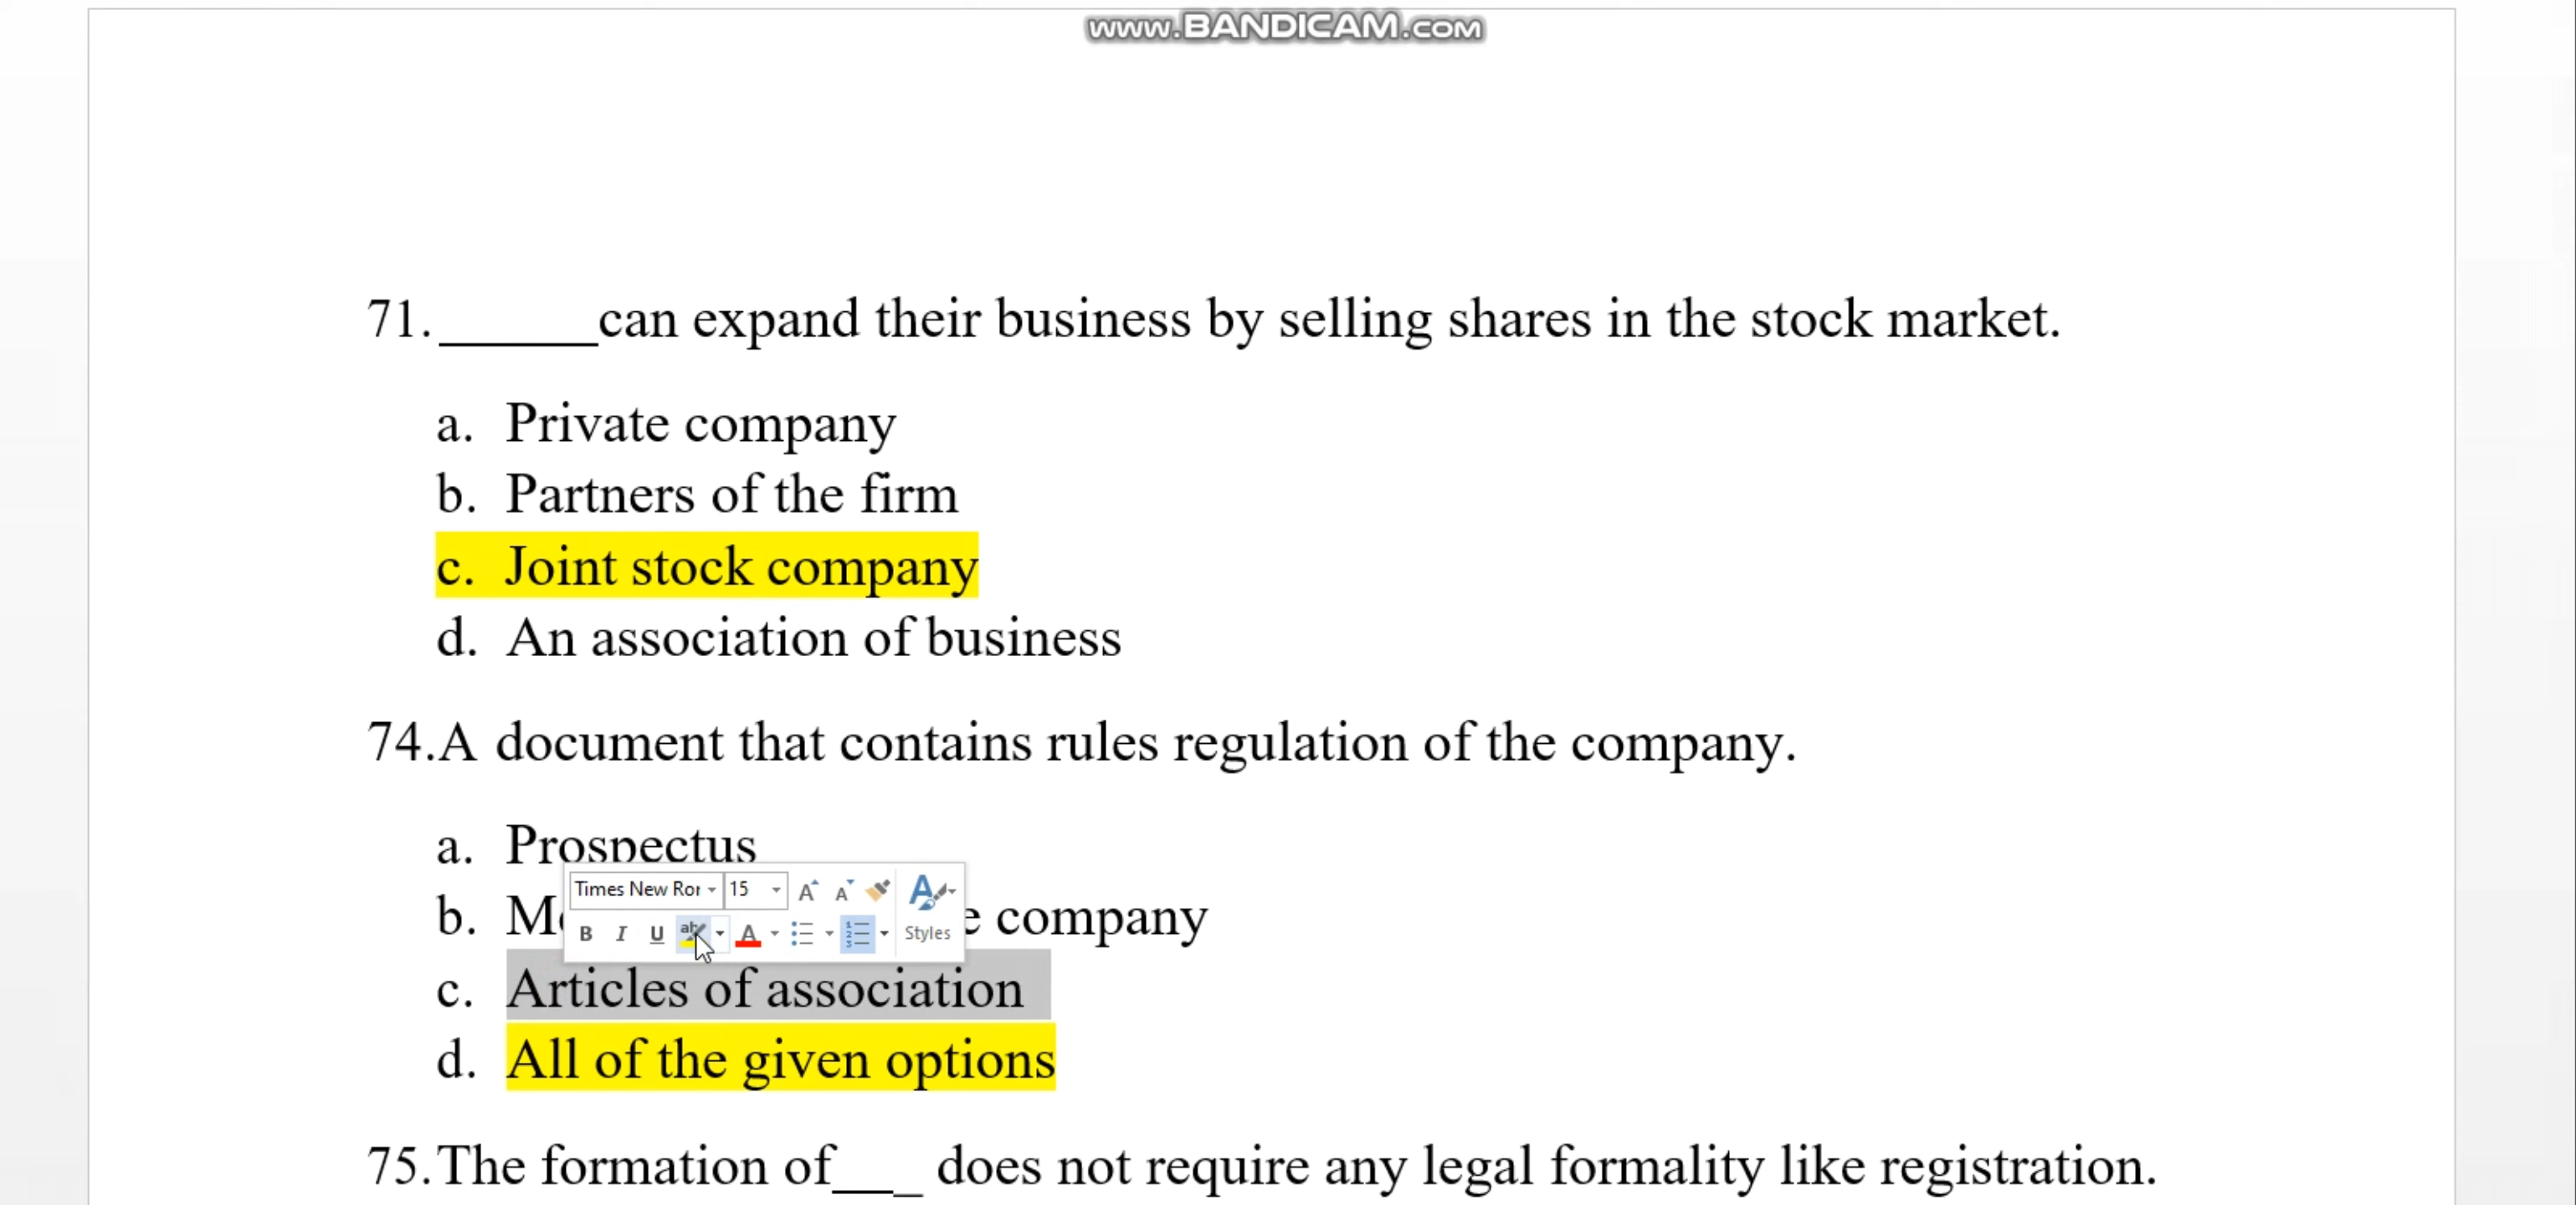 www.BANDICAM.com
71.______can expand their business by selling shares in the stock market.
a. Private company
b. Partners of the firm
c. Joint stock company
d. An association of business
74.A document that contains rules regulation of the company.
a. Prospectus
Times New Ror 15
b. company
B I U Styles
c. Articles of association
d. All of the given options
75.The formation of___ does not require any legal formality like registration.